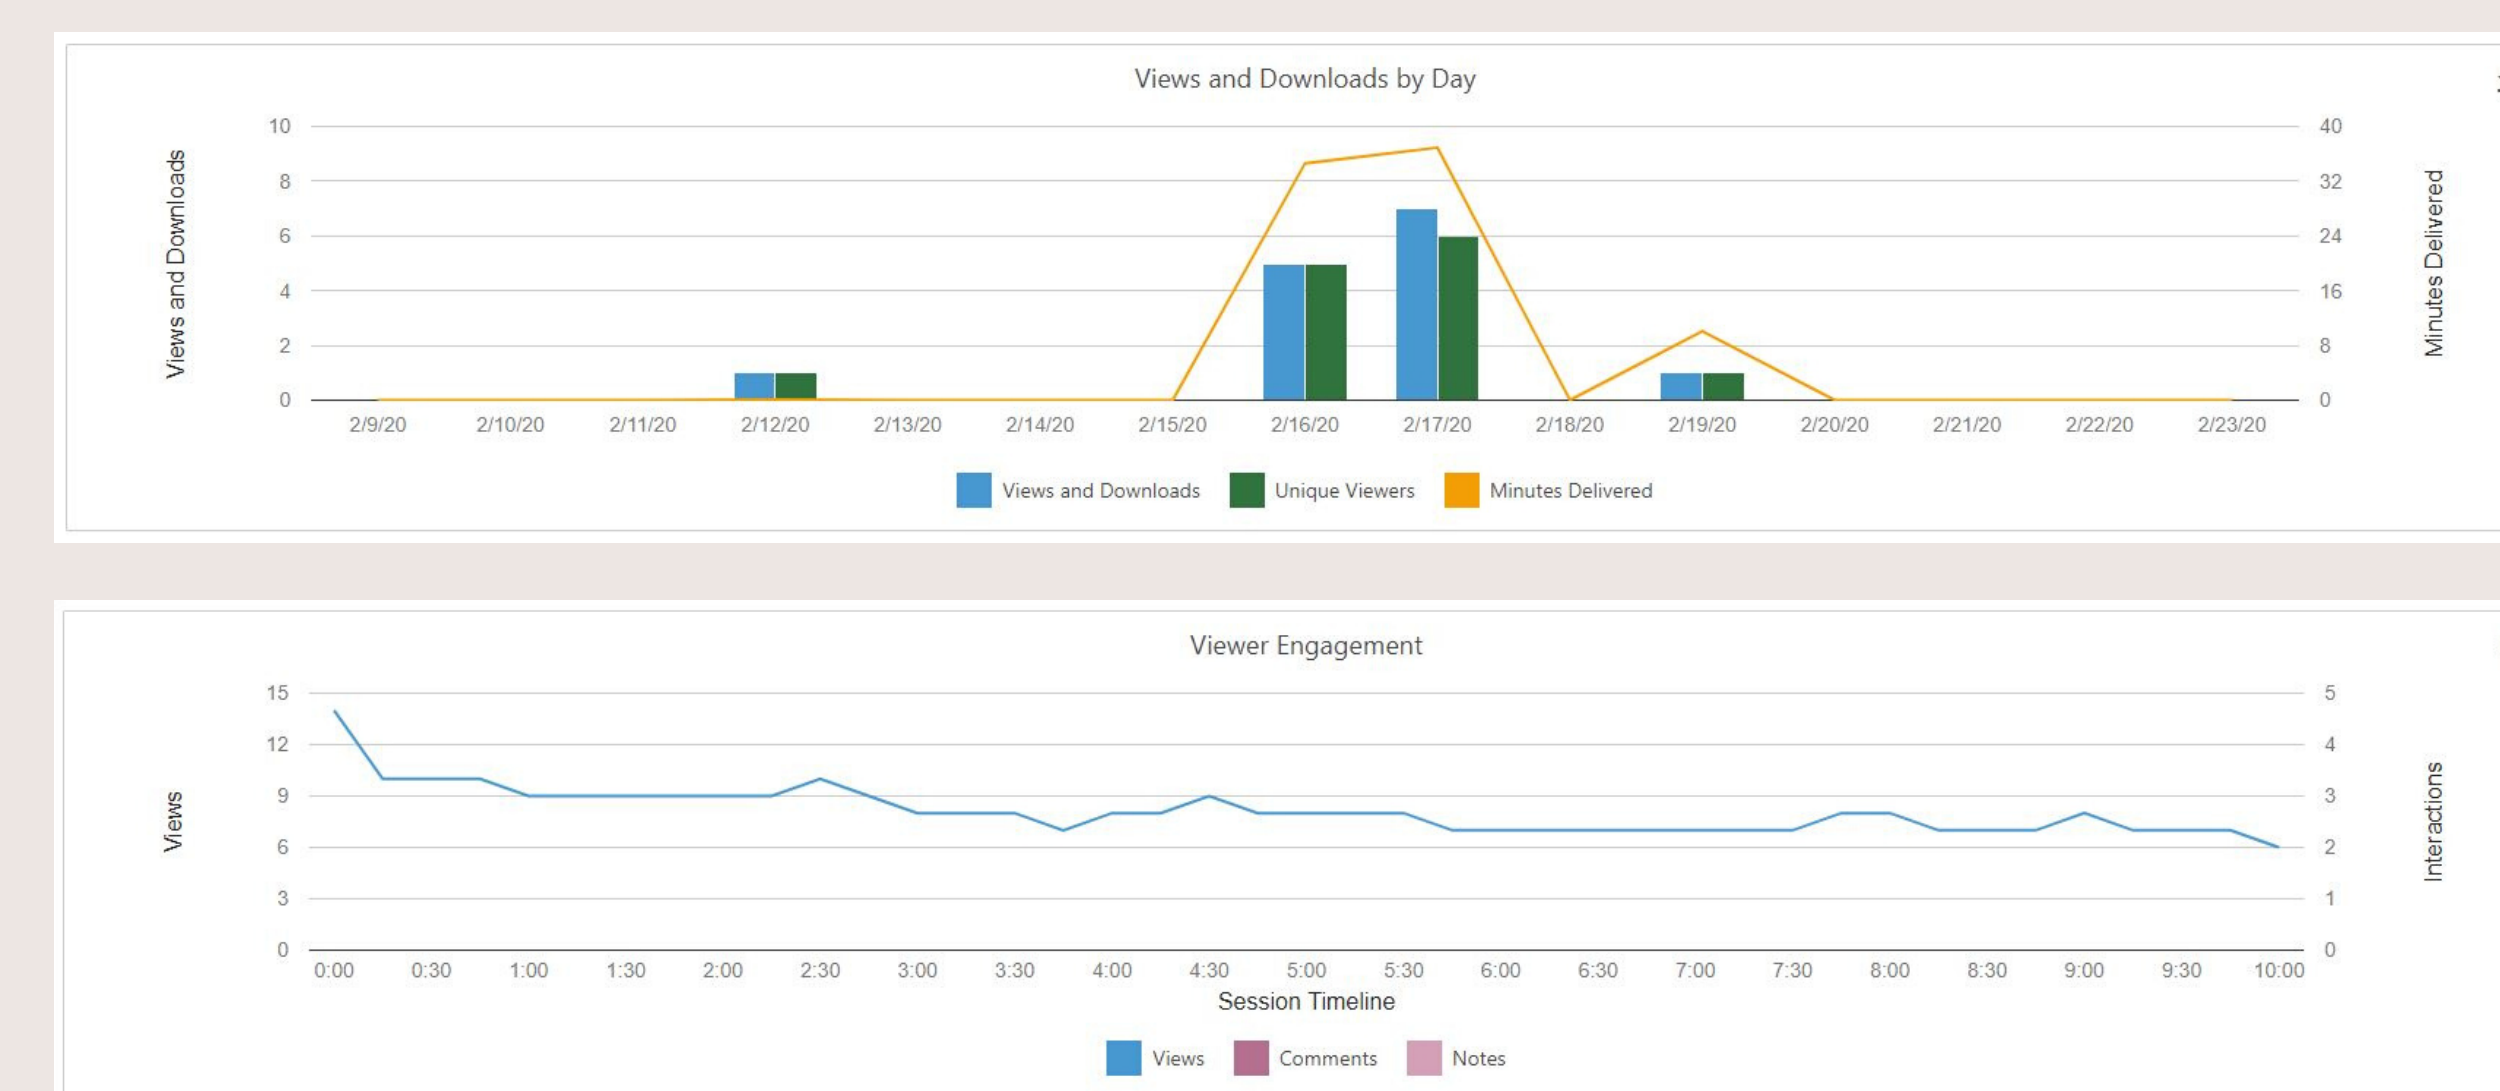 Views and Downloads by Day
Views and Downloads
10
8
6
4
2
0
40
32
24
16
8
0
Minutes Delivered
2/9/20 2/10/20 2/11/20 2/12/20 2/13/20 2/14/20 2/15/20 2/16/20 2/17/20 2/18/20 2/19/20 2/20/20 2/21/20 2/22/20 2/23/20
Views and Downloads Unique Viewers Minutes Delivered
Viewer Engagement
Views
15
12
9
6
3
0
5
4
3
2
1
0
Interactions
0:00 0:30 1:00 1:30 2:00 2:30 3:00 3:30 4:00 4:30 5:00 5:30 6:00 6:30 7:00 7:30 8:00 8:30 9:00 9:30 10:00
Session Timeline
Views Comments Notes